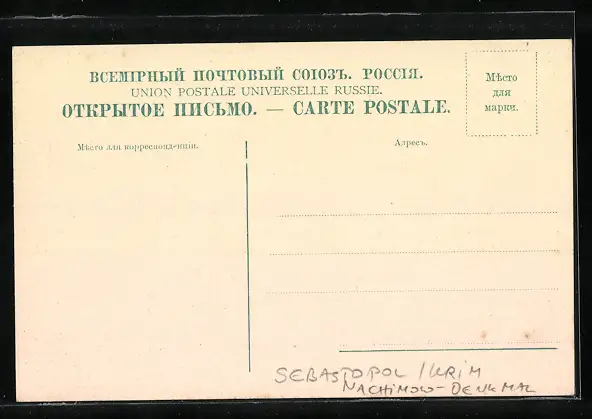 ВСЕМІРНЫЙ ПОЧТОВЫЙ СОЮЗЪ. РОССІЯ.
UNION POSTALE UNIVERSELLE RUSSIE.
ОТКРЫТОЕ ПИСЬМО. — CARTE POSTALE.
Мѣсто
для
марки.
Мѣсто для корреспонденціи.
Адресъ.
SEBASTOPOL / KRIM
NACHIMOW-DENKMAL